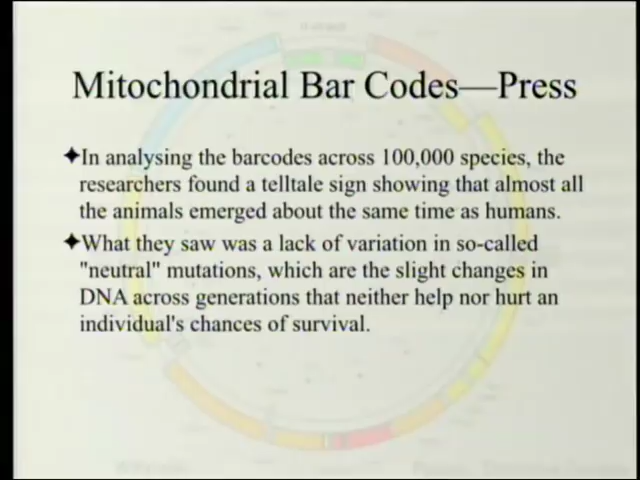 Mitochondrial Bar Codes—Press
✦In analysing the barcodes across 100,000 species, the
researchers found a telltale sign showing that almost all
the animals emerged about the same time as humans.
✦What they saw was a lack of variation in so-called
"neutral" mutations, which are the slight changes in
DNA across generations that neither help nor hurt an
individual's chances of survival.